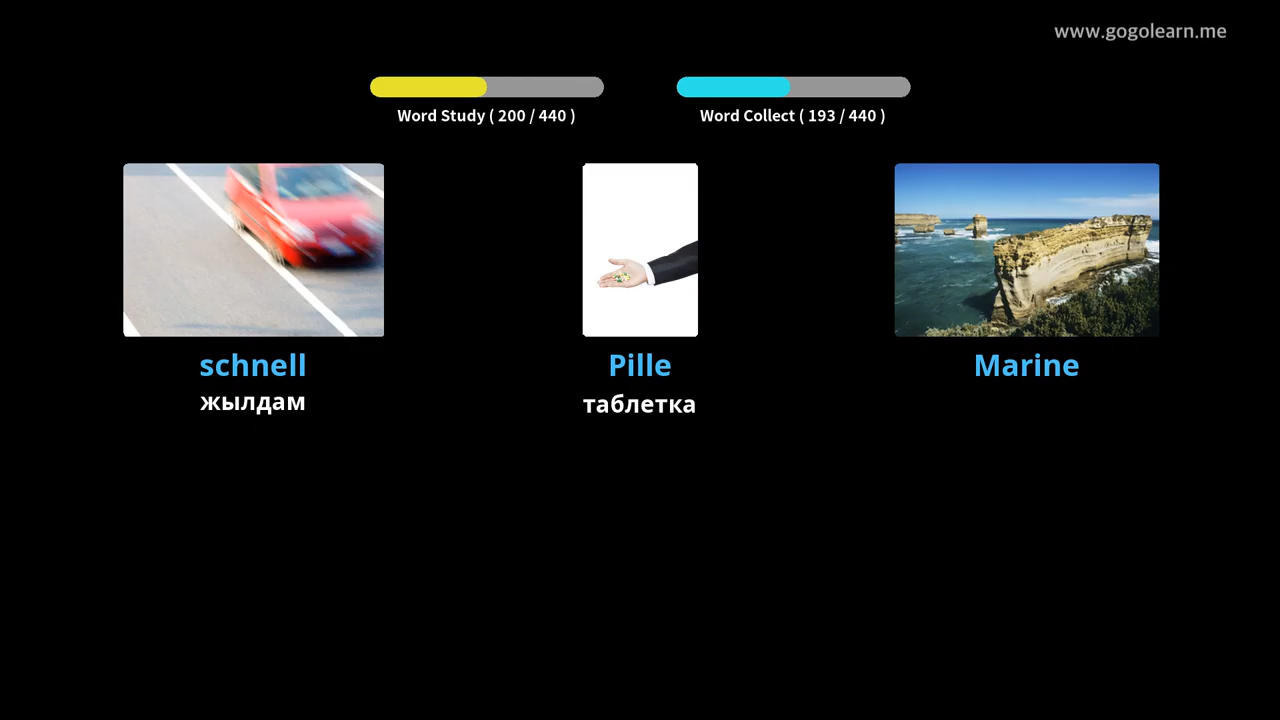 www.gogolearn.me
Word Study ( 200 / 440 )
Word Collect ( 193 / 440 )
schnell
Pille
Marine
жылдам
таблетка